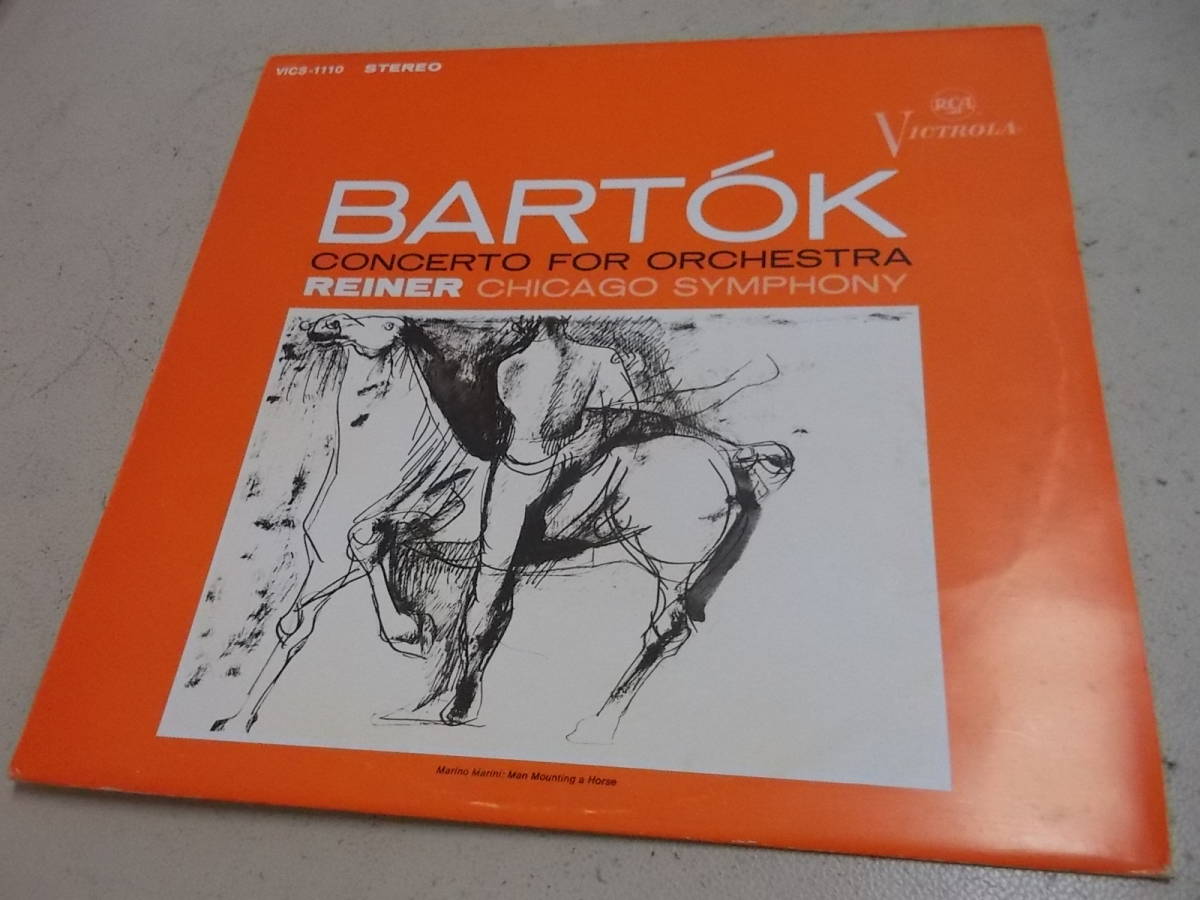 VICS-1110 STEREO
RCA
VICTROLA
BARTÓK
CONCERTO FOR ORCHESTRA
REINER CHICAGO SYMPHONY
Marino Marini: Man Mounting a Horse